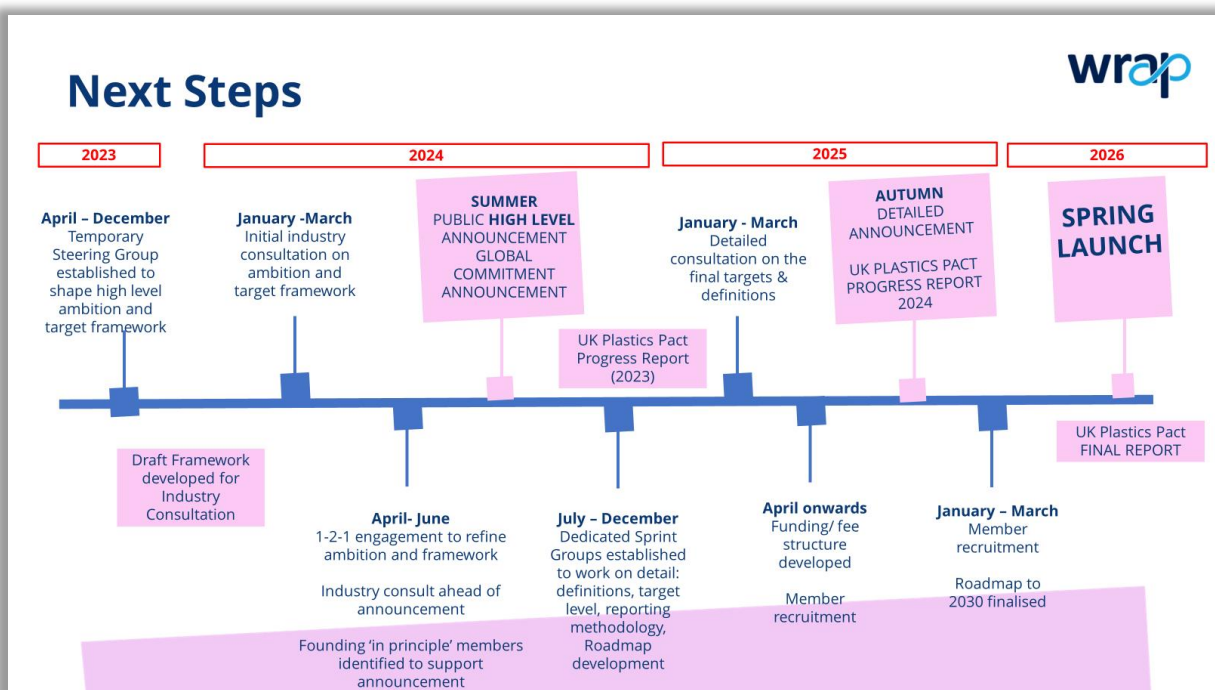 Next Steps
wrap
2023
2024
2025
2026
April – December
Temporary
Steering Group
established to
shape high level
ambition and
target framework
January -March
Initial industry
consultation on
ambition and
target framework
SUMMER
PUBLIC HIGH LEVEL
ANNOUNCEMENT
GLOBAL
COMMITMENT
ANNOUNCEMENT
UK Plastics Pact
Progress Report
(2023)
January - March
Detailed
consultation on the
final targets &
definitions
AUTUMN
DETAILED
ANNOUNCEMENT
UK PLASTICS PACT
PROGRESS REPORT
2024
SPRING
LAUNCH
Draft Framework
developed for
Industry
Consultation
April- June
1-2-1 engagement to refine
ambition and framework
Industry consult ahead of
announcement
Founding ‘in principle’ members
identified to support
announcement
July – December
Dedicated Sprint
Groups established
to work on detail:
definitions, target
level, reporting
methodology,
Roadmap
development
April onwards
Funding/ fee
structure
developed
Member
recruitment
January – March
Member
recruitment
Roadmap to
2030 finalised
UK Plastics Pact
FINAL REPORT